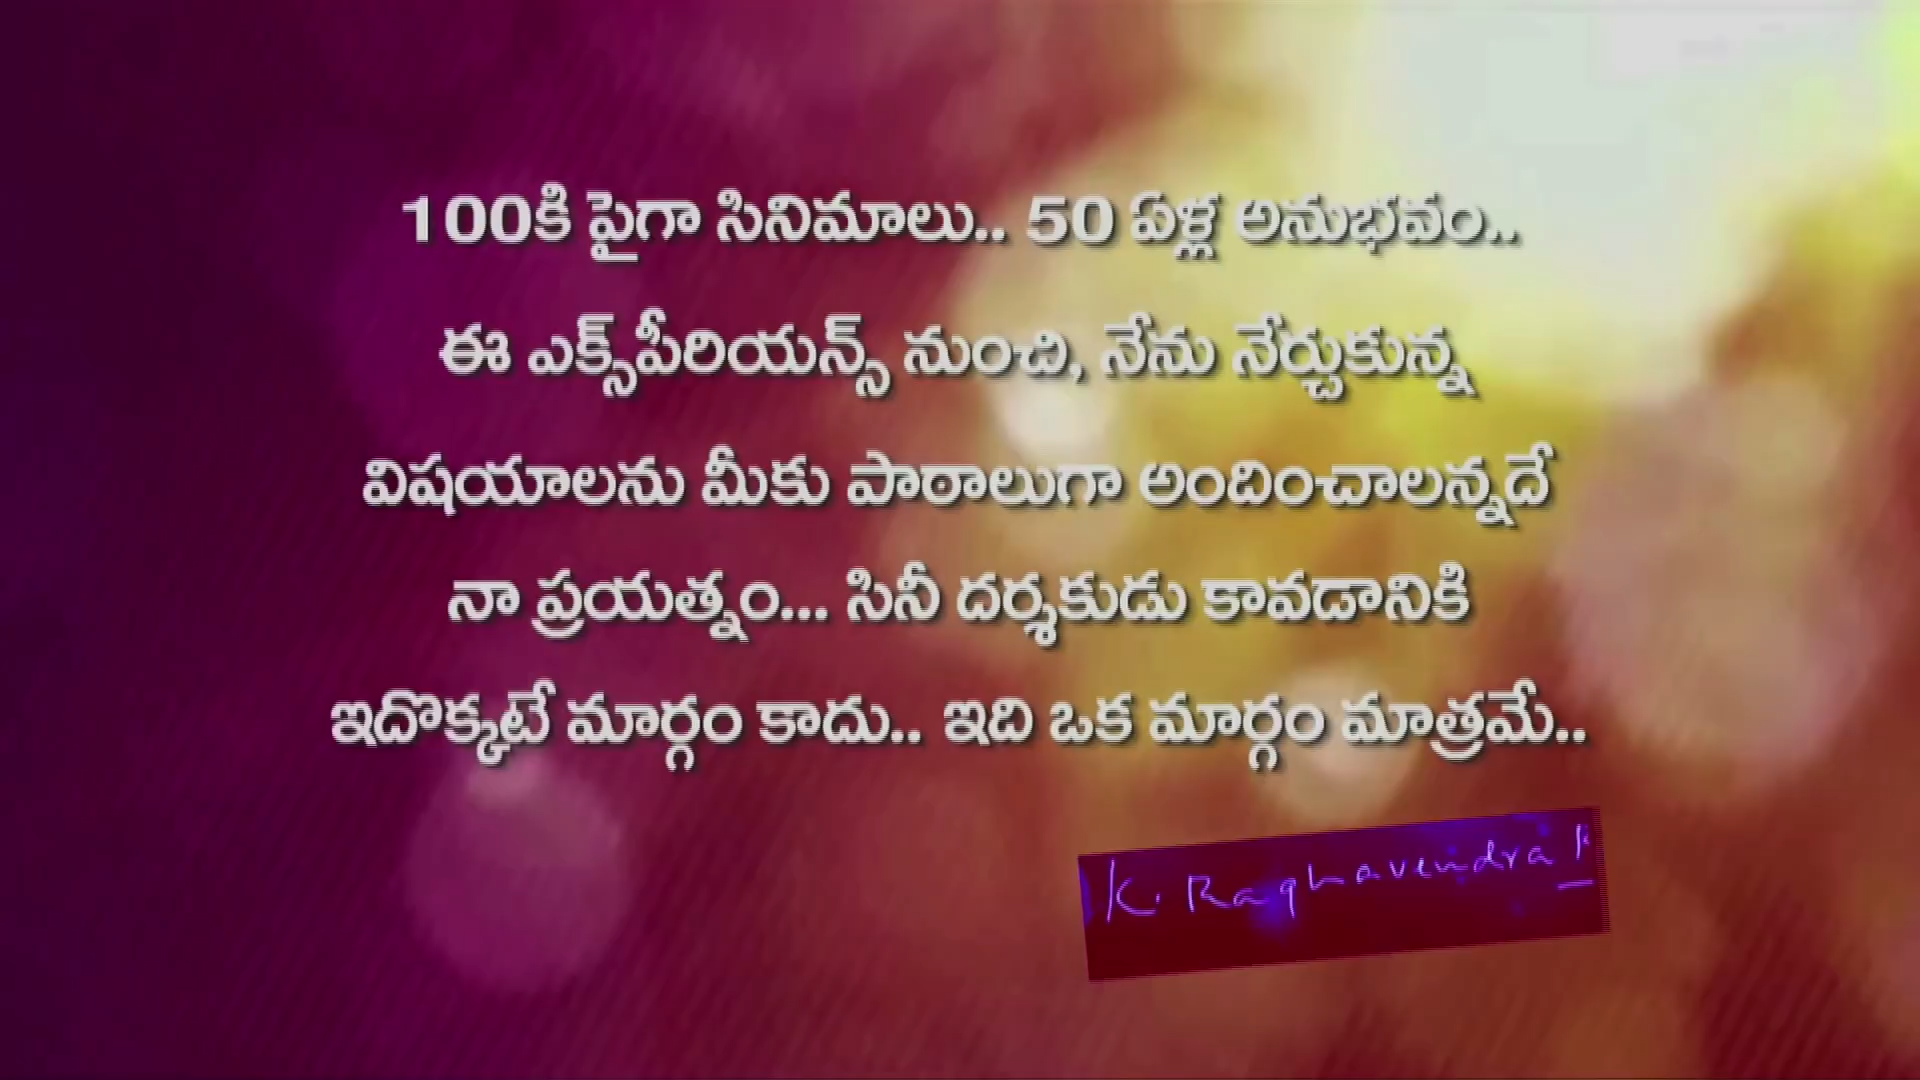 100కి పైగా సినిమాలు.. 50 ఏళ్ల అనుభవం..
ఈ ఎక్స్‌పీరియన్స్ నుంచి, నేను నేర్చుకున్న
విషయాలను మీకు పాఠాలుగా అందించాలన్నదే
నా ప్రయత్నం... సినీ దర్శకుడు కావడానికి
ఇదొక్కటే మార్గం కాదు.. ఇది ఒక మార్గం మాత్రమే..
K. Raghavendra